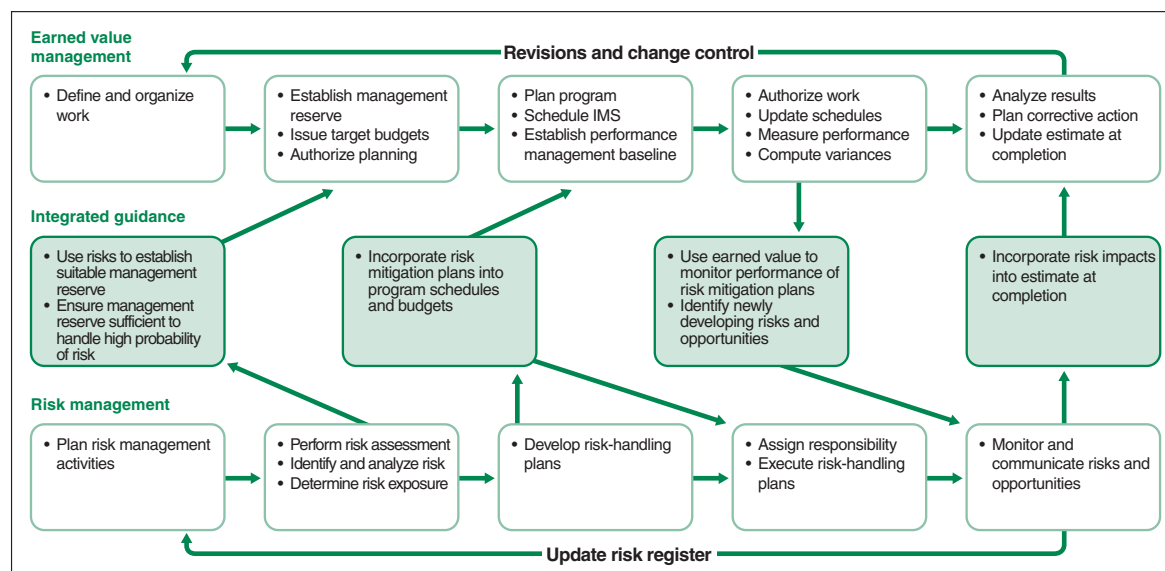 Earned value
management
Revisions and change control
• Define and organize
work
• Establish management
reserve
• Issue target budgets
• Authorize planning
• Plan program
• Schedule IMS
• Establish performance
management baseline
• Authorize work
• Update schedules
• Measure performance
• Compute variances
• Analyze results
• Plan corrective action
• Update estimate at
completion
Integrated guidance
• Use risks to establish
suitable management
reserve
• Ensure management
reserve sufficient to
handle high probability
of risk
• Incorporate risk
mitigation plans into
program schedules
and budgets
• Use earned value to
monitor performance of
risk mitigation plans
• Identify newly
developing risks and
opportunities
• Incorporate risk impacts
into estimate at
completion
Risk management
• Plan risk management
activities
• Perform risk assessment
• Identify and analyze risk
• Determine risk exposure
• Develop risk-handling
plans
• Assign responsibility
• Execute risk-handling
plans
• Monitor and
communicate risks and
opportunities
Update risk register